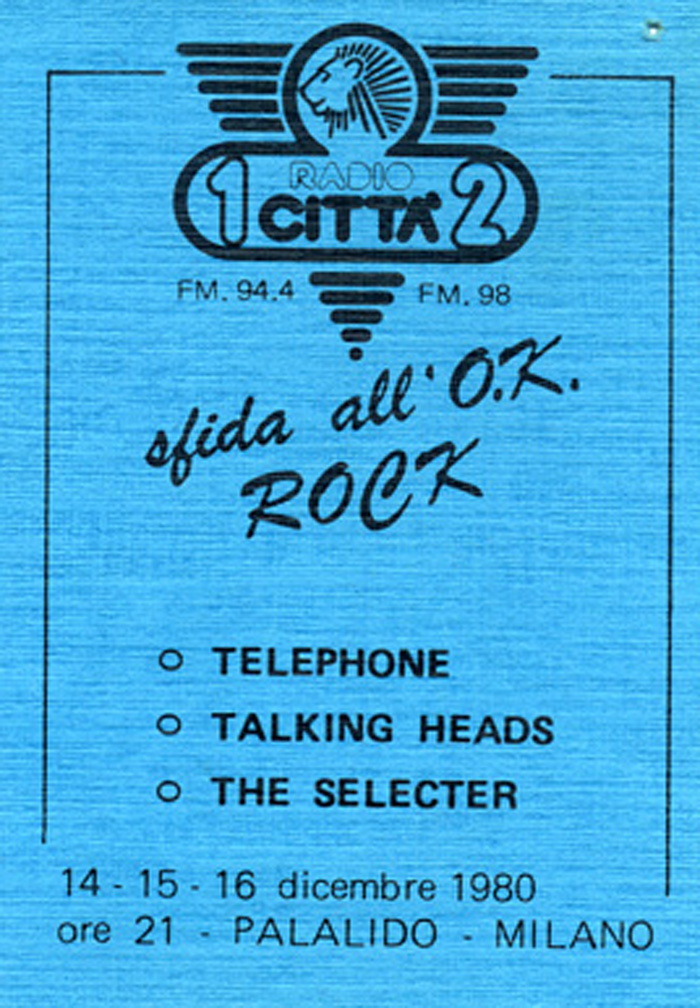 RADIO
1 CITTA' 2
FM. 94.4 FM. 98
sfida all' O.K.
ROCK
O TELEPHONE
O TALKING HEADS
O THE SELECTER
14 - 15 - 16 dicembre 1980
ore 21 - PALALIDO - MILANO